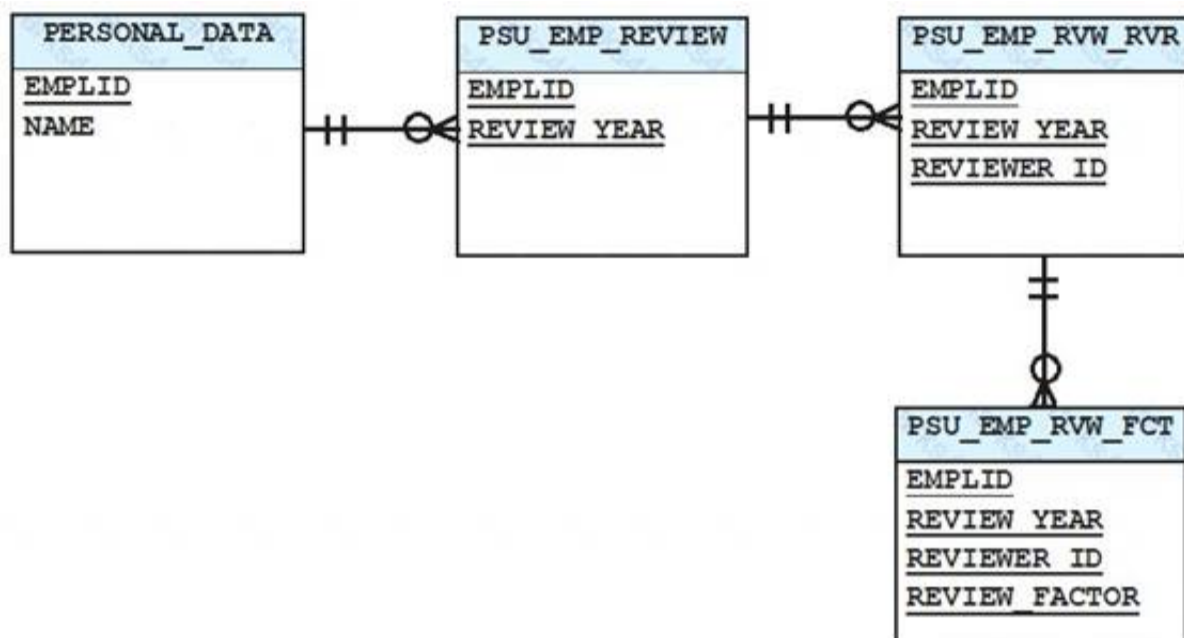 PERSONAL_DATA
EMPLID
NAME
PSU_EMP_REVIEW
EMPLID
REVIEW_YEAR
PSU_EMP_RVW_RVR
EMPLID
REVIEW_YEAR
REVIEWER_ID
PSU_EMP_RVW_FCT
EMPLID
REVIEW_YEAR
REVIEWER_ID
REVIEW_FACTOR